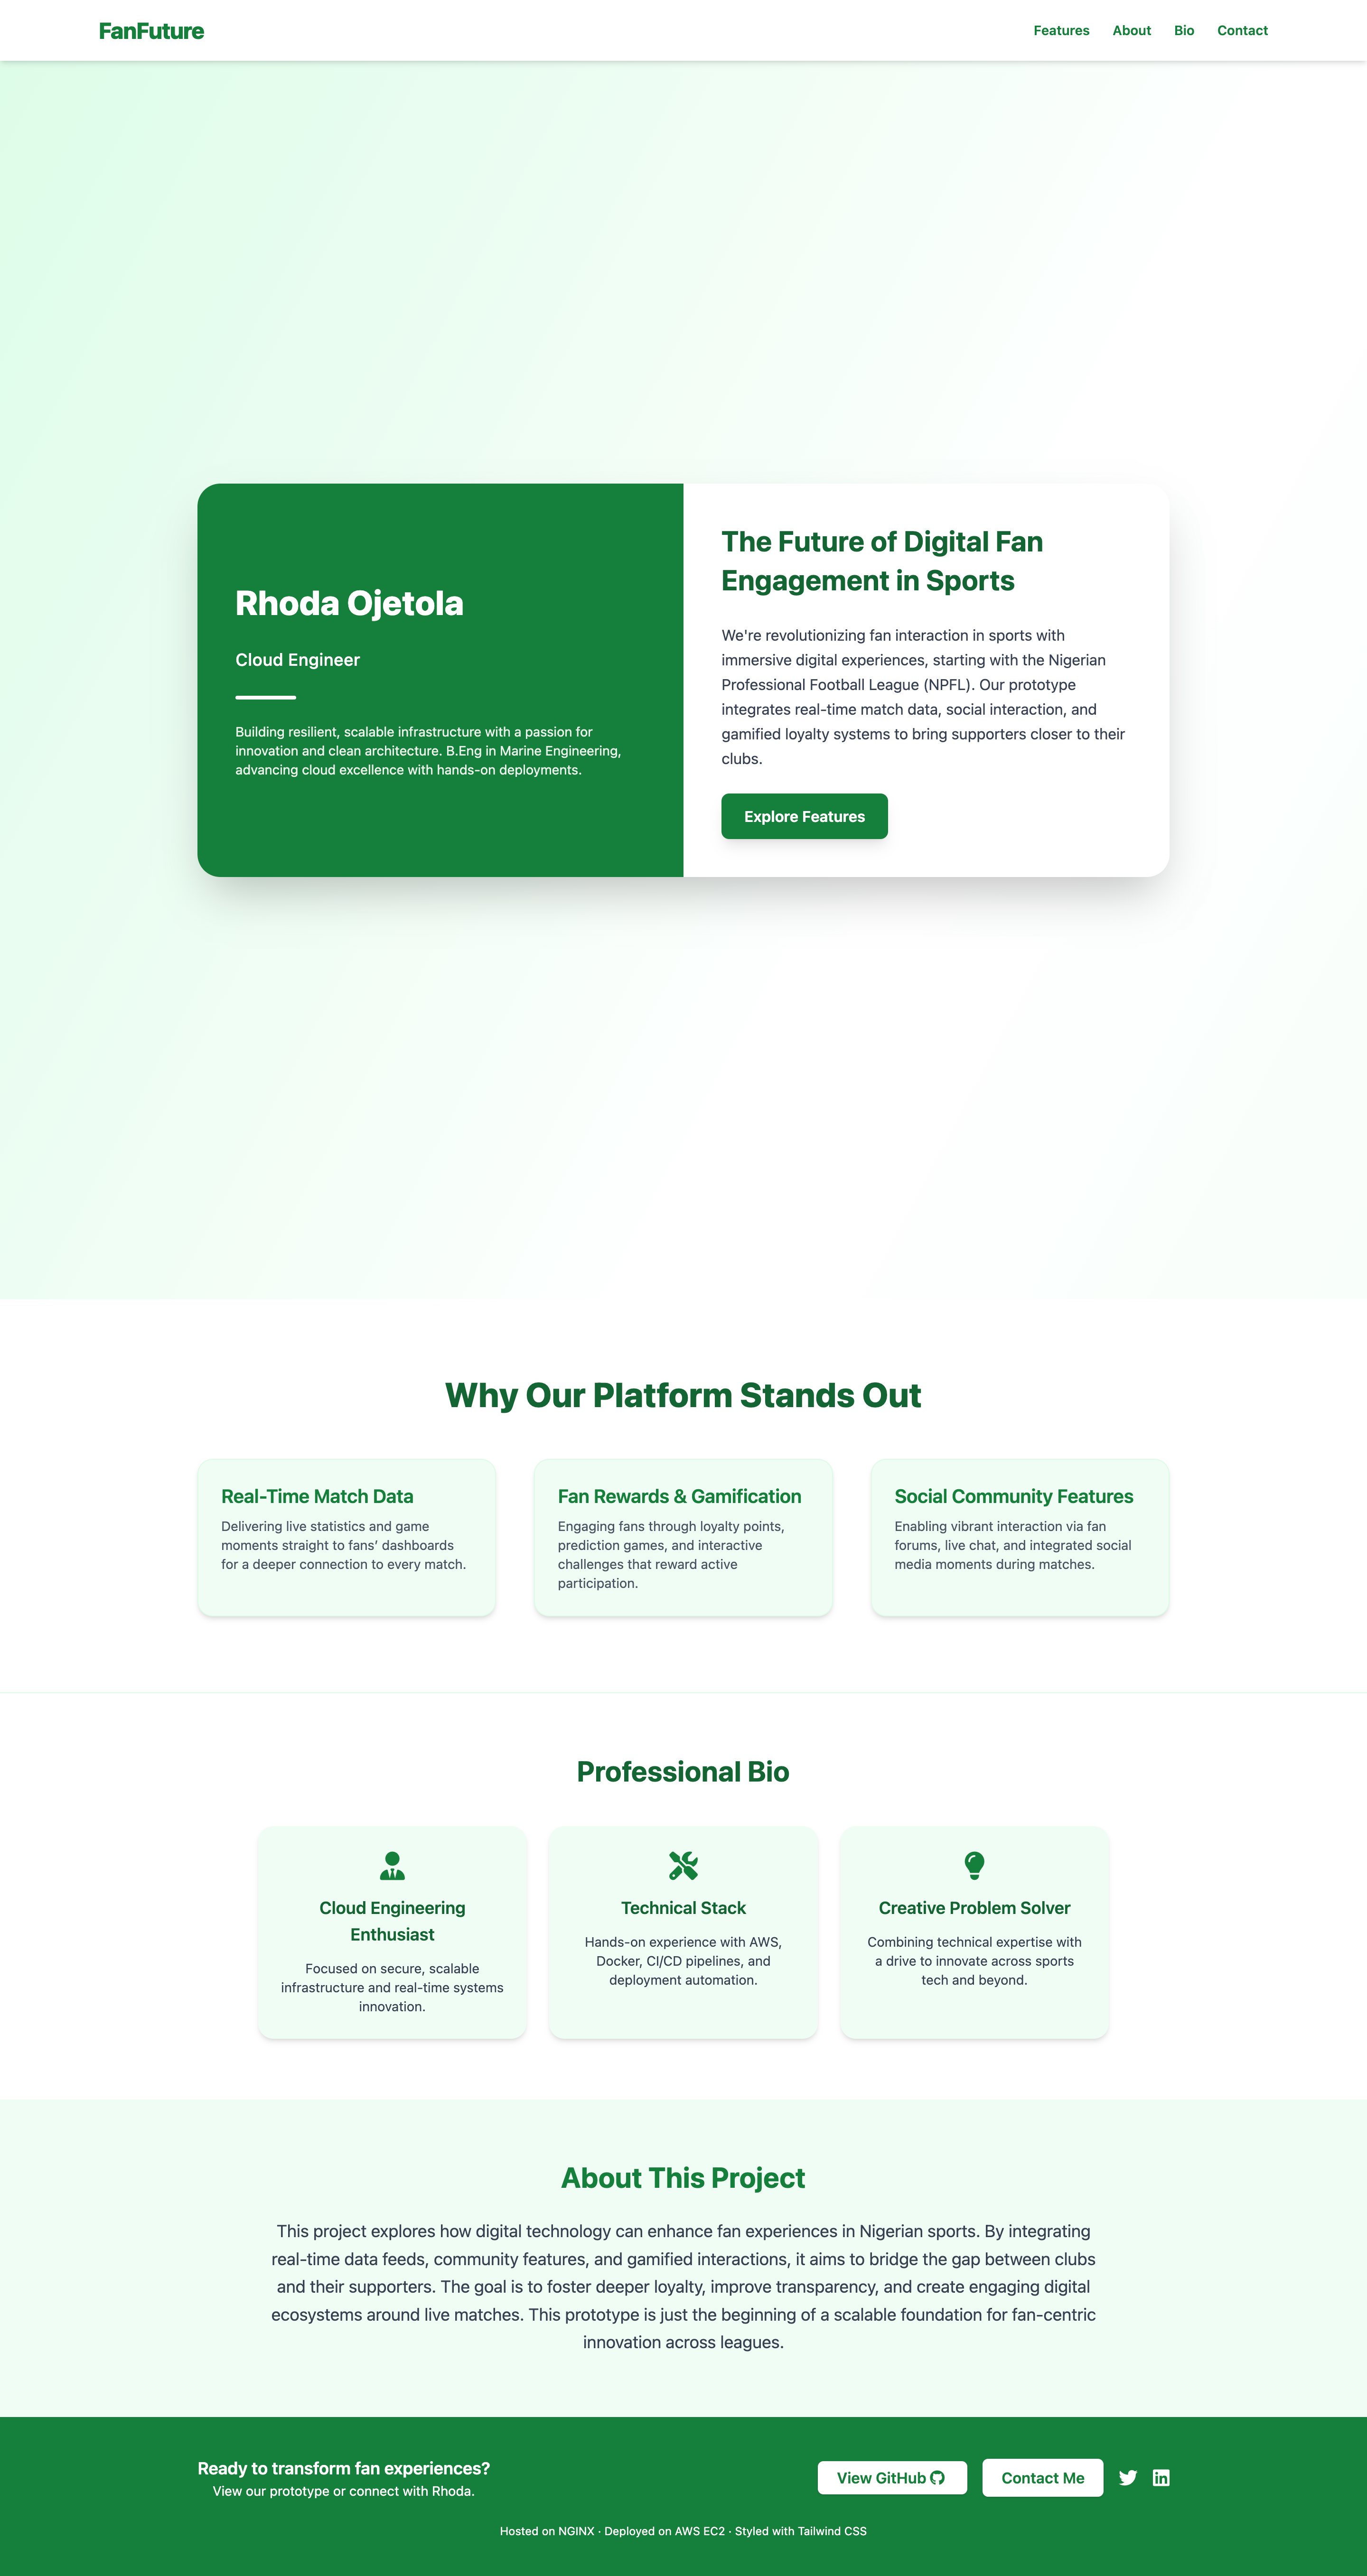 FanFuture
Features
About
Bio
Contact
Rhoda Ojetola
Cloud Engineer
Building resilient, scalable infrastructure with a passion for
innovation and clean architecture. B.Eng in Marine Engineering,
advancing cloud excellence with hands-on deployments.
The Future of Digital Fan
Engagement in Sports
We're revolutionizing fan interaction in sports with
immersive digital experiences, starting with the Nigerian
Professional Football League (NPFL). Our prototype
integrates real-time match data, social interaction, and
gamified loyalty systems to bring supporters closer to their
clubs.
Explore Features
Why Our Platform Stands Out
Real-Time Match Data
Delivering live statistics and game
moments straight to fans’ dashboards
for a deeper connection to every match.
Fan Rewards & Gamification
Engaging fans through loyalty points,
prediction games, and interactive
challenges that reward active
participation.
Social Community Features
Enabling vibrant interaction via fan
forums, live chat, and integrated social
media moments during matches.
Professional Bio
Cloud Engineering
Enthusiast
Focused on secure, scalable
infrastructure and real-time systems
innovation.
Technical Stack
Hands-on experience with AWS,
Docker, CI/CD pipelines, and
deployment automation.
Creative Problem Solver
Combining technical expertise with
a drive to innovate across sports
tech and beyond.
About This Project
This project explores how digital technology can enhance fan experiences in Nigerian sports. By integrating
real-time data feeds, community features, and gamified interactions, it aims to bridge the gap between clubs
and their supporters. The goal is to foster deeper loyalty, improve transparency, and create engaging digital
ecosystems around live matches. This prototype is just the beginning of a scalable foundation for fan-centric
innovation across leagues.
Ready to transform fan experiences?
View our prototype or connect with Rhoda.
View GitHub
Contact Me
Hosted on NGINX · Deployed on AWS EC2 · Styled with Tailwind CSS